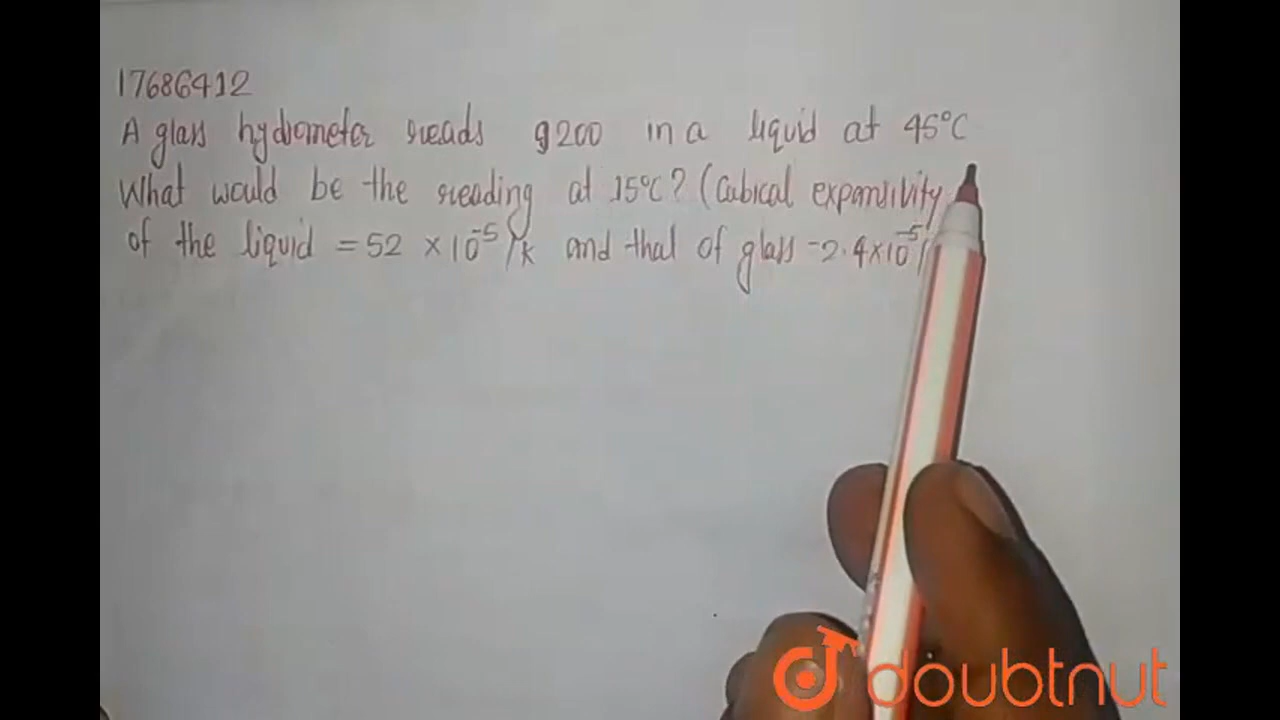 17686412
A glass hydrometer reads 9200 in a liquid at 45°C
What would be the reading at 15°C? (Cubical expansivity
of the liquid = 52 × 10⁻⁵/k and that of glass -2.4×10⁻⁵/
doubtnut